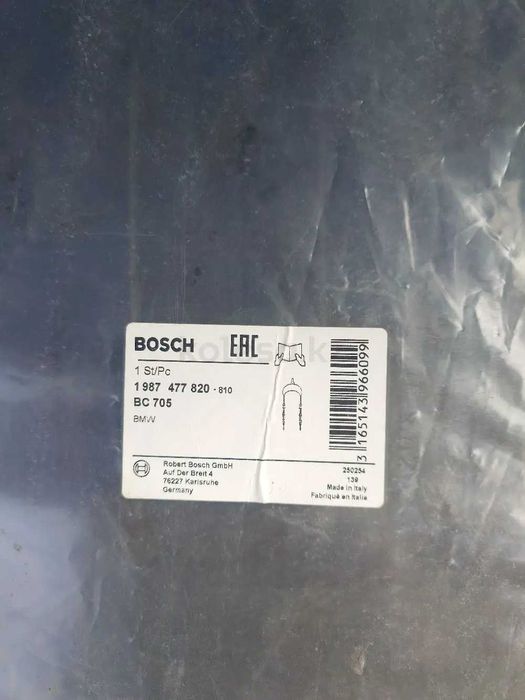 BOSCH EAC
1 St/Pc
1 987 477 820 - 810
BC 705
BMW
Robert Bosch GmbH
Auf Der Breit 4
76227 Karlsruhe
Germany
250254
139
Made in Italy
Fabriqué en Italie
3 165143 966099